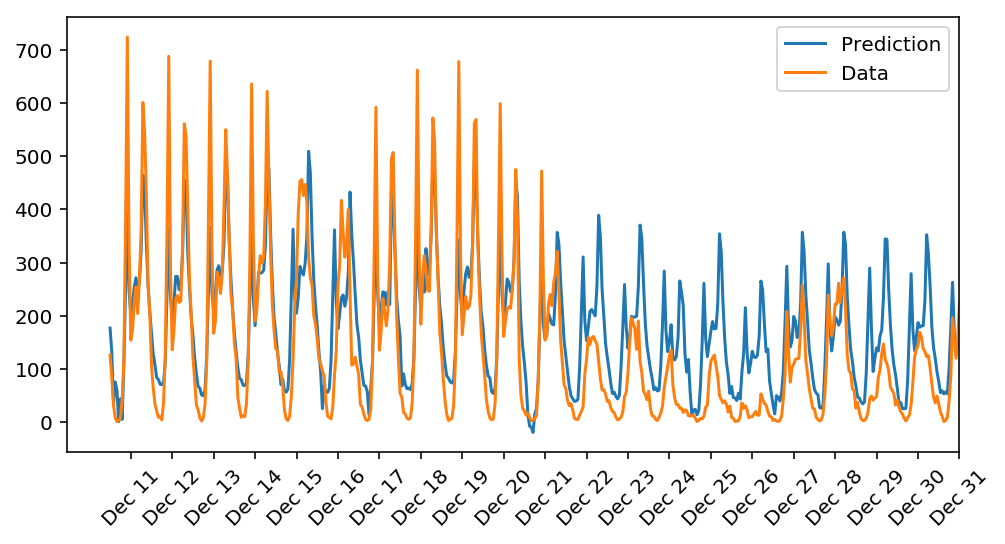 700
600
500
400
300
200
100
0
Prediction
Data
Dec 11
Dec 12
Dec 13
Dec 14
Dec 15
Dec 16
Dec 17
Dec 18
Dec 19
Dec 20
Dec 21
Dec 22
Dec 23
Dec 24
Dec 25
Dec 26
Dec 27
Dec 28
Dec 29
Dec 30
Dec 31